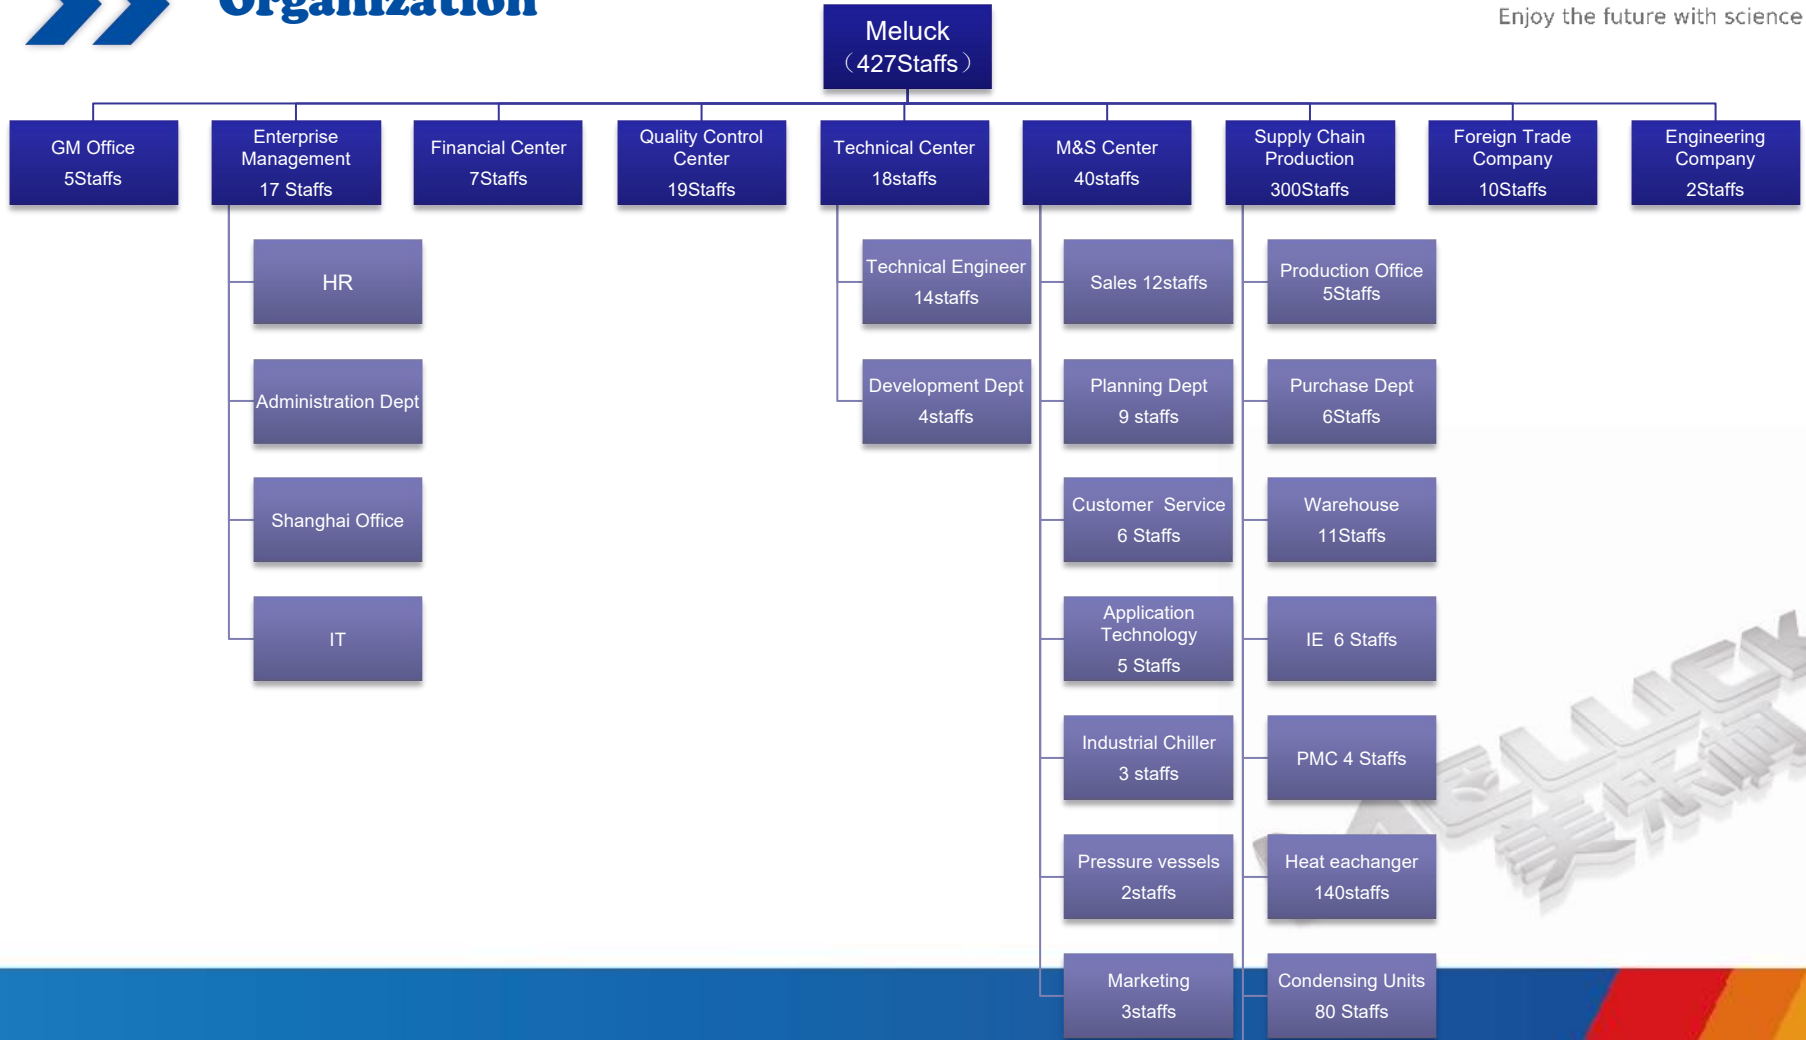 Organization
Enjoy the future with science
Meluck
（427Staffs）
GM Office
5Staffs
Enterprise
Management
17 Staffs
Financial Center
7Staffs
Quality Control
Center
19Staffs
Technical Center
18staffs
M&S Center
40staffs
Supply Chain
Production
300Staffs
Foreign Trade
Company
10Staffs
Engineering
Company
2Staffs
HR
Administration Dept
Shanghai Office
IT
Technical Engineer
14staffs
Development Dept
4staffs
Sales 12staffs
Planning Dept
9 staffs
Customer  Service
6 Staffs
Application
Technology
5 Staffs
Industrial Chiller
3 staffs
Pressure vessels
2staffs
Marketing
3staffs
Production Office
5Staffs
Purchase Dept
6Staffs
Warehouse
11Staffs
IE  6 Staffs
PMC 4 Staffs
Heat eachanger
140staffs
Condensing Units
80 Staffs